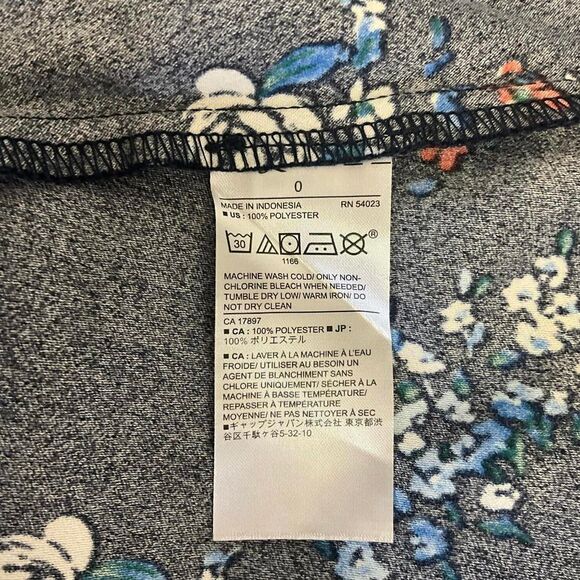 0
MADE IN INDONESIA RN 54023
■ US : 100% POLYESTER
30
®
1166
MACHINE WASH COLD/ ONLY NON-
CHLORINE BLEACH WHEN NEEDED/
TUMBLE DRY LOW/ WARM IRON/ DO
NOT DRY CLEAN
CA 17897
■ CA : 100% POLYESTER ■ JP :
100% ポリエステル
■ CA : LAVER À LA MACHINE À L'EAU
FROIDE/ UTILISER AU BESOIN UN
AGENT DE BLANCHIMENT SANS
CHLORE UNIQUEMENT/ SÉCHER À LA
MACHINE À BASSE TEMPÉRATURE/
REPASSER À TEMPÉRATURE
MOYENNE/ NE PAS NETTOYER À SEC
■ギャップジャパン株式会社 東京都渋
谷区千駄ヶ谷5-32-10